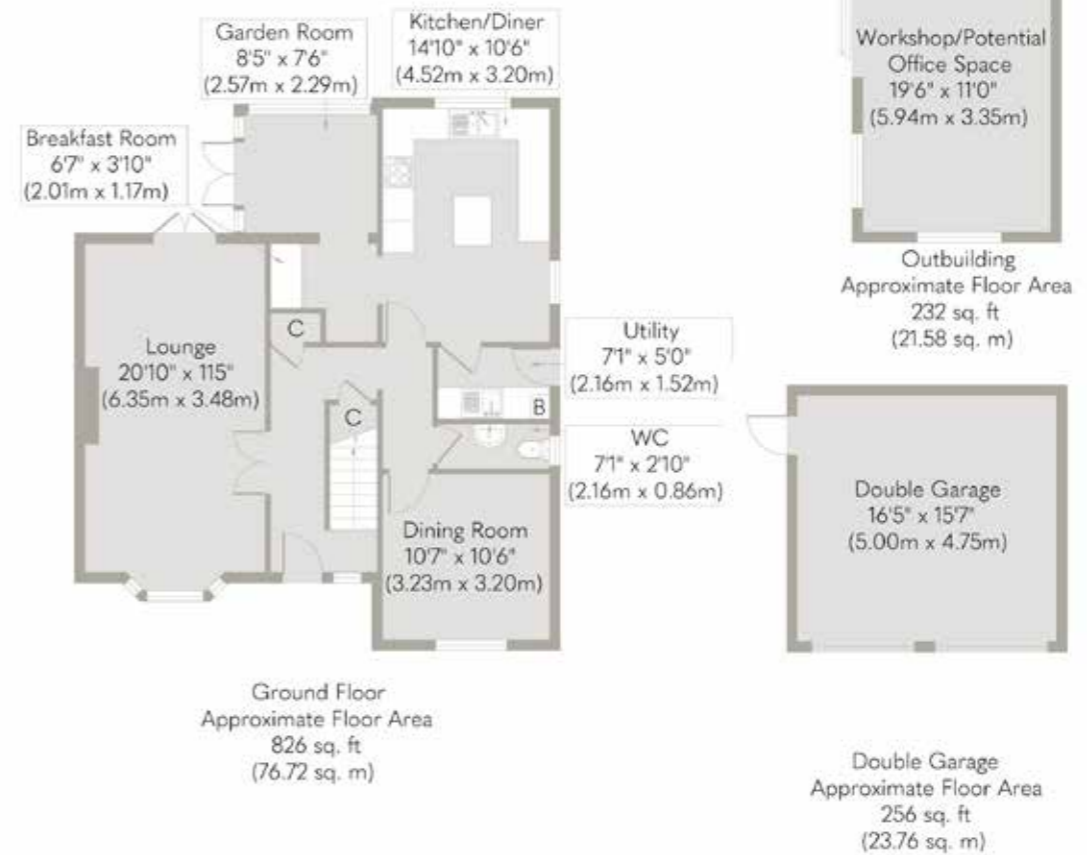 Garden Room
8'5" x 7'6"
(2.57m x 2.29m)
Kitchen/Diner
14'10" x 10'6"
(4.52m x 3.20m)
Breakfast Room
6'7" x 3'10"
(2.01m x 1.17m)
C
Lounge
20'10" x 11'5"
(6.35m x 3.48m)
C
Utility
7'1" x 5'0"
(2.16m x 1.52m)
B
WC
7'1" x 2'10"
(2.16m x 0.86m)
Dining Room
10'7" x 10'6"
(3.23m x 3.20m)
Ground Floor
Approximate Floor Area
826 sq. ft
(76.72 sq. m)
Workshop/Potential
Office Space
19'6" x 11'0"
(5.94m x 3.35m)
Outbuilding
Approximate Floor Area
232 sq. ft
(21.58 sq. m)
Double Garage
16'5" x 15'7"
(5.00m x 4.75m)
Double Garage
Approximate Floor Area
256 sq. ft
(23.76 sq. m)